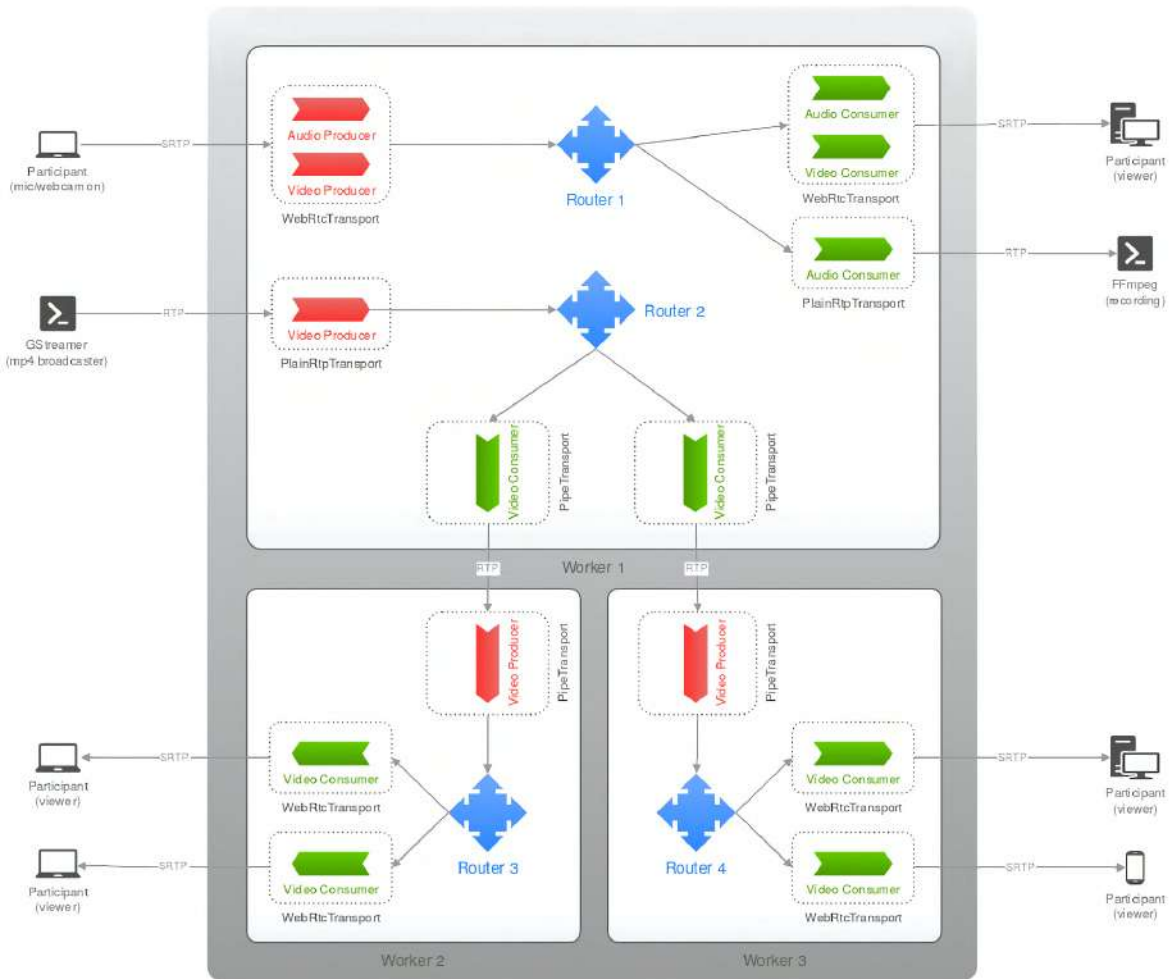 Audio Producer
Video Producer
WebRtcTransport
SRTP
Participant
(mic/webcam on)
Router 1
Audio Consumer
Video Consumer
WebRtcTransport
SRTP
Participant
(viewer)
Audio Consumer
PlainRtpTransport
RTP
FFmpeg
(recording)
GStreamer
(mp4 broadcaster)
RTP
Video Producer
PlainRtpTransport
Router 2
Video Consumer
PipeTransport
Video Consumer
PipeTransport
RTP
Worker 1
RTP
Video Producer
PipeTransport
Video Producer
PipeTransport
Participant
(viewer)
SRTP
Video Consumer
WebRtcTransport
Router 3
Participant
(viewer)
SRTP
Video Consumer
WebRtcTransport
Worker 2
Router 4
Video Consumer
WebRtcTransport
SRTP
Participant
(viewer)
Video Consumer
WebRtcTransport
SRTP
Participant
(viewer)
Worker 3